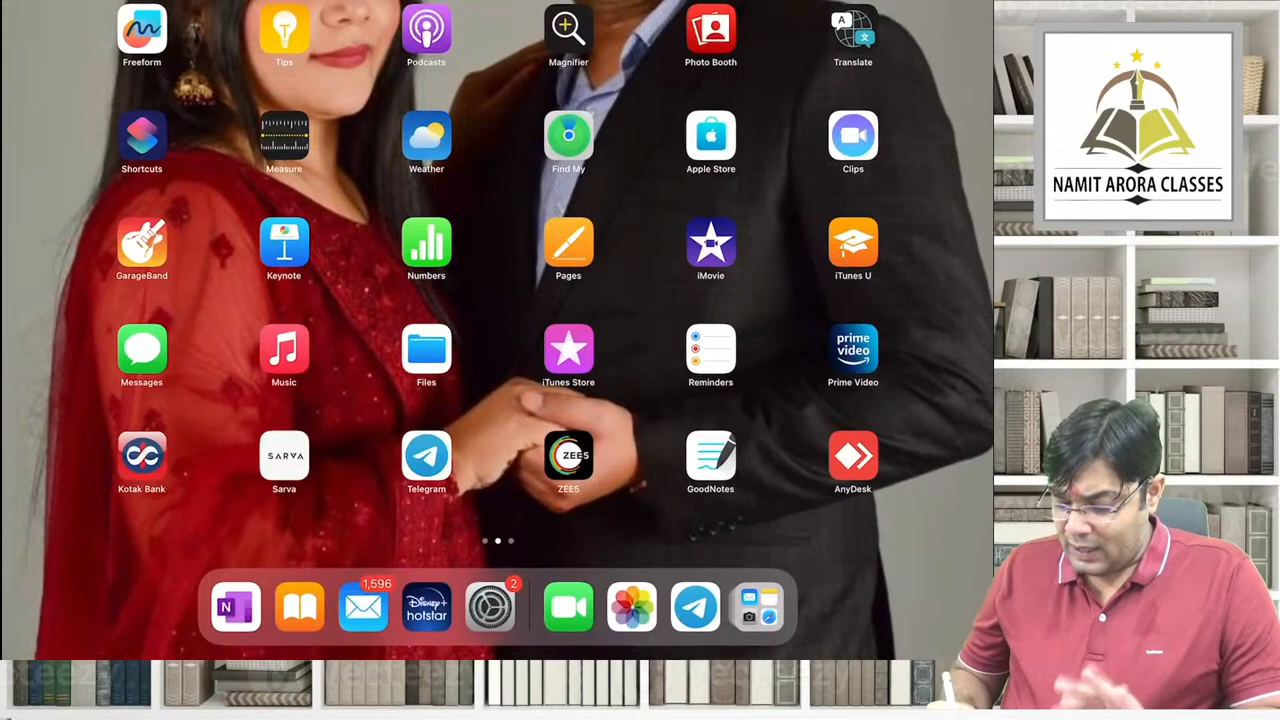 Freeform
Tips
Podcasts
Magnifier
Photo Booth
Translate
Shortcuts
Measure
Weather
Find My
Apple Store
Clips
GarageBand
Keynote
Numbers
Pages
iMovie
iTunes U
Messages
Music
Files
iTunes Store
Reminders
prime
video
Prime Video
Kotak Bank
SARVA
Sarva
Telegram
ZEE5
ZEE5
GoodNotes
AnyDesk
N
1,596
Disney+
hotstar
2
A
文
NAMIT ARORA CLASSES